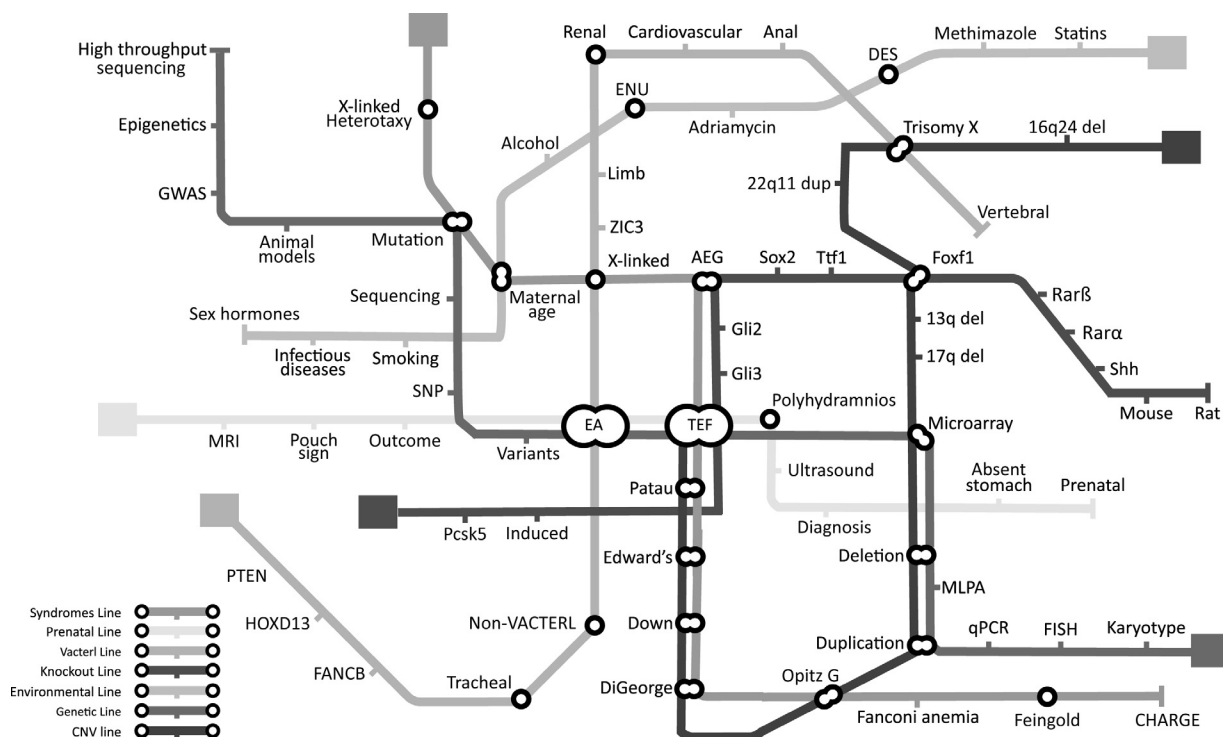 High throughput
sequencing
Epigenetics
GWAS
Animal
models
X-linked
Heterotaxy
Mutation
Renal
Cardiovascular
Anal
DES
Methimazole
Statins
ENU
Adriamycin
Alcohol
Trisomy X
16q24 del
22q11 dup
Limb
ZIC3
Vertebral
X-linked
AEG
Sox2
Ttf1
Foxf1
Maternal
age
Sequencing
Sex hormones
Infectious
diseases
Smoking
SNP
Gli2
Gli3
13q del
17q del
Rarß
Rarα
Shh
Mouse
Rat
MRI
Pouch
sign
Outcome
Variants
EA
TEF
Polyhydramnios
Microarray
Ultrasound
Absent
stomach
Prenatal
Diagnosis
Patau
Pcsk5
Induced
Edward's
Deletion
MLPA
PTEN
HOXD13
FANCB
Non-VACTERL
Tracheal
Down
Duplication
qPCR
FISH
Karyotype
DiGeorge
Opitz G
Fanconi anemia
Feingold
CHARGE
Syndromes Line
Prenatal Line
Vacterl Line
Knockout Line
Environmental Line
Genetic Line
CNV line